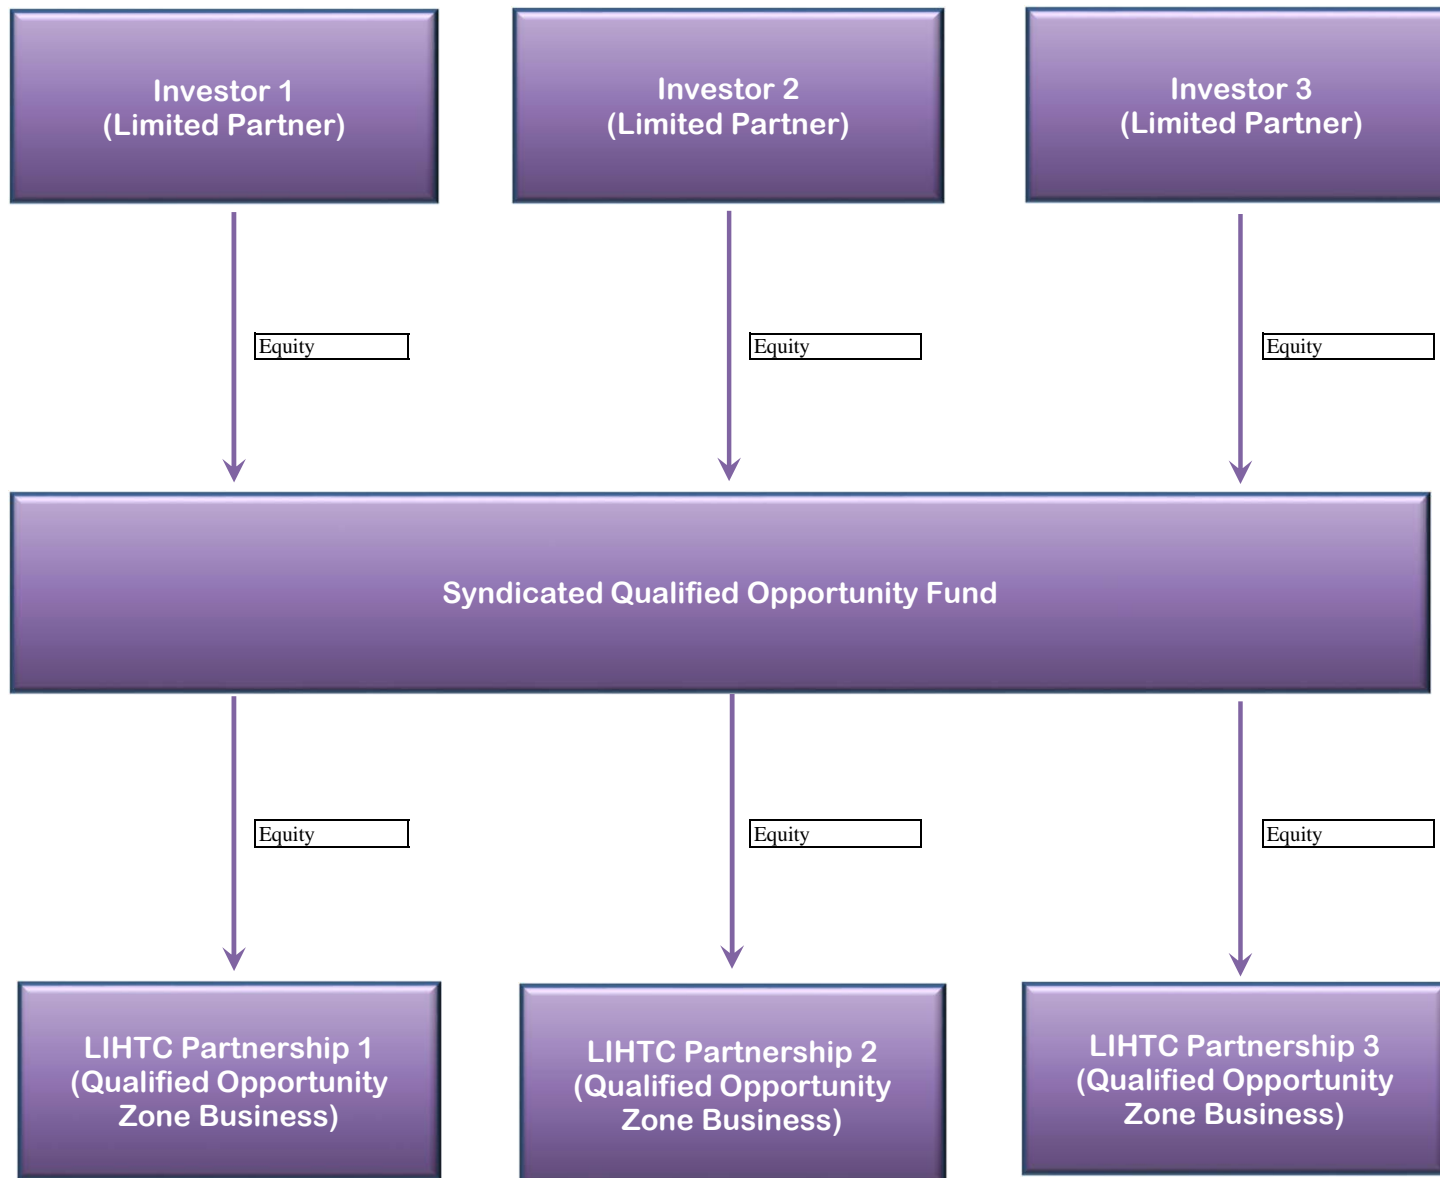 Investor 1
(Limited Partner)
Investor 2
(Limited Partner)
Investor 3
(Limited Partner)
Equity
Equity
Equity
Syndicated Qualified Opportunity Fund
Equity
Equity
Equity
LIHTC Partnership 1
(Qualified Opportunity
Zone Business)
LIHTC Partnership 2
(Qualified Opportunity
Zone Business)
LIHTC Partnership 3
(Qualified Opportunity
Zone Business)